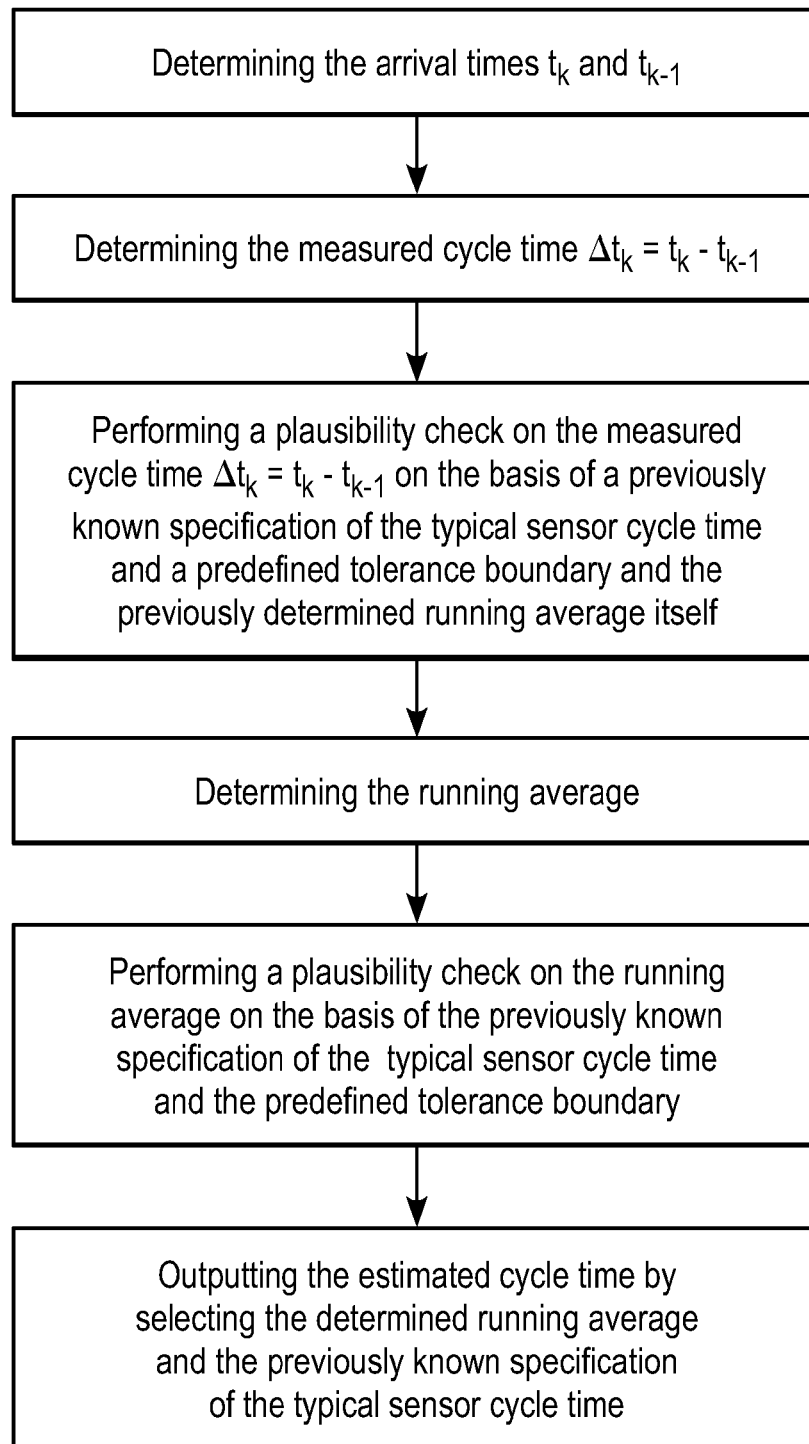 Determining the arrival times tk and tk-1
Determining the measured cycle time Δtk = tk - tk-1
Performing a plausibility check on the measured
cycle time Δtk = tk - tk-1 on the basis of a previously
known specification of the typical sensor cycle time
and a predefined tolerance boundary and the
previously determined running average itself
Determining the running average
Performing a plausibility check on the running
average on the basis of the previously known
specification of the typical sensor cycle time
and the predefined tolerance boundary
Outputting the estimated cycle time by
selecting the determined running average
and the previously known specification
of the typical sensor cycle time